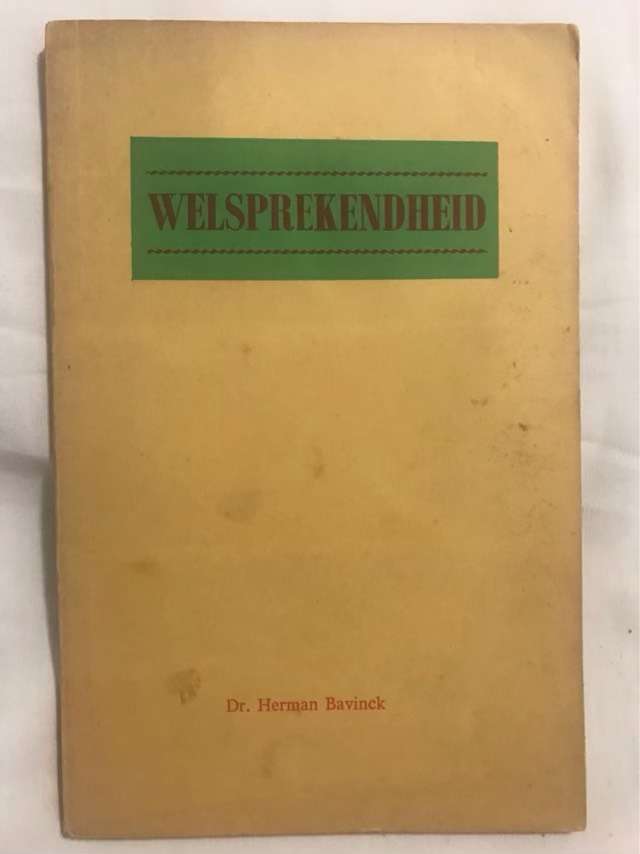 WELSPREKENDHEID
Dr. Herman Bavinck